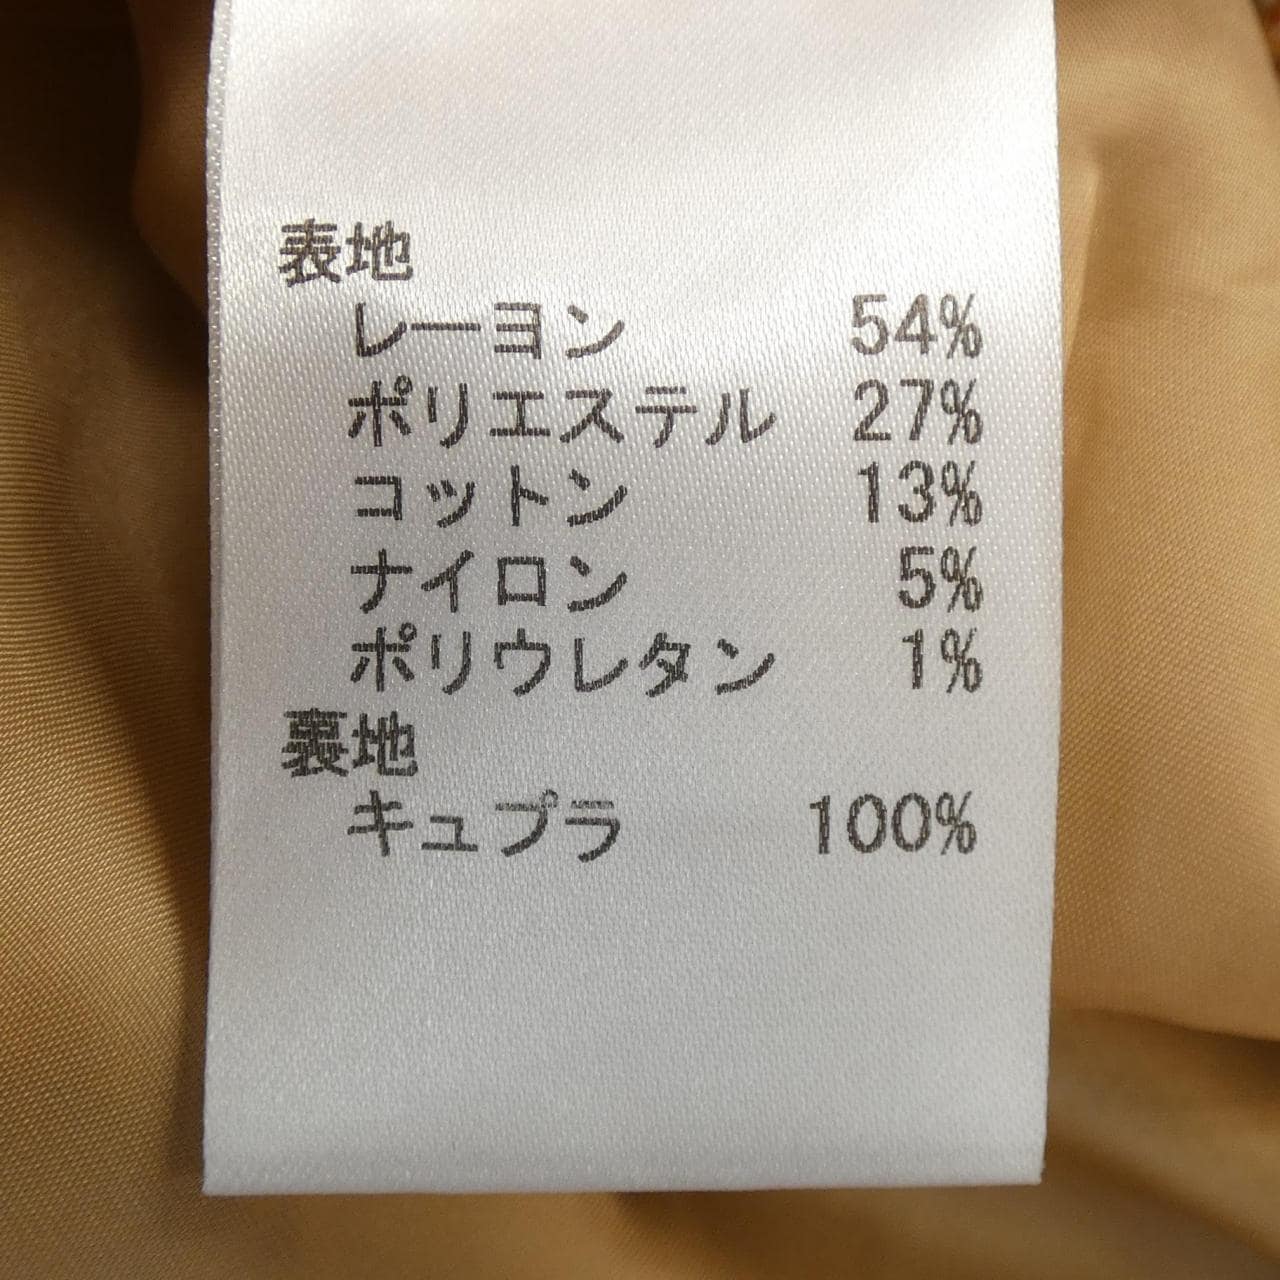 表地
レーヨン 54%
ポリエステル 27%
コットン 13%
ナイロン 5%
ポリウレタン 1%
裏地
キュプラ 100%